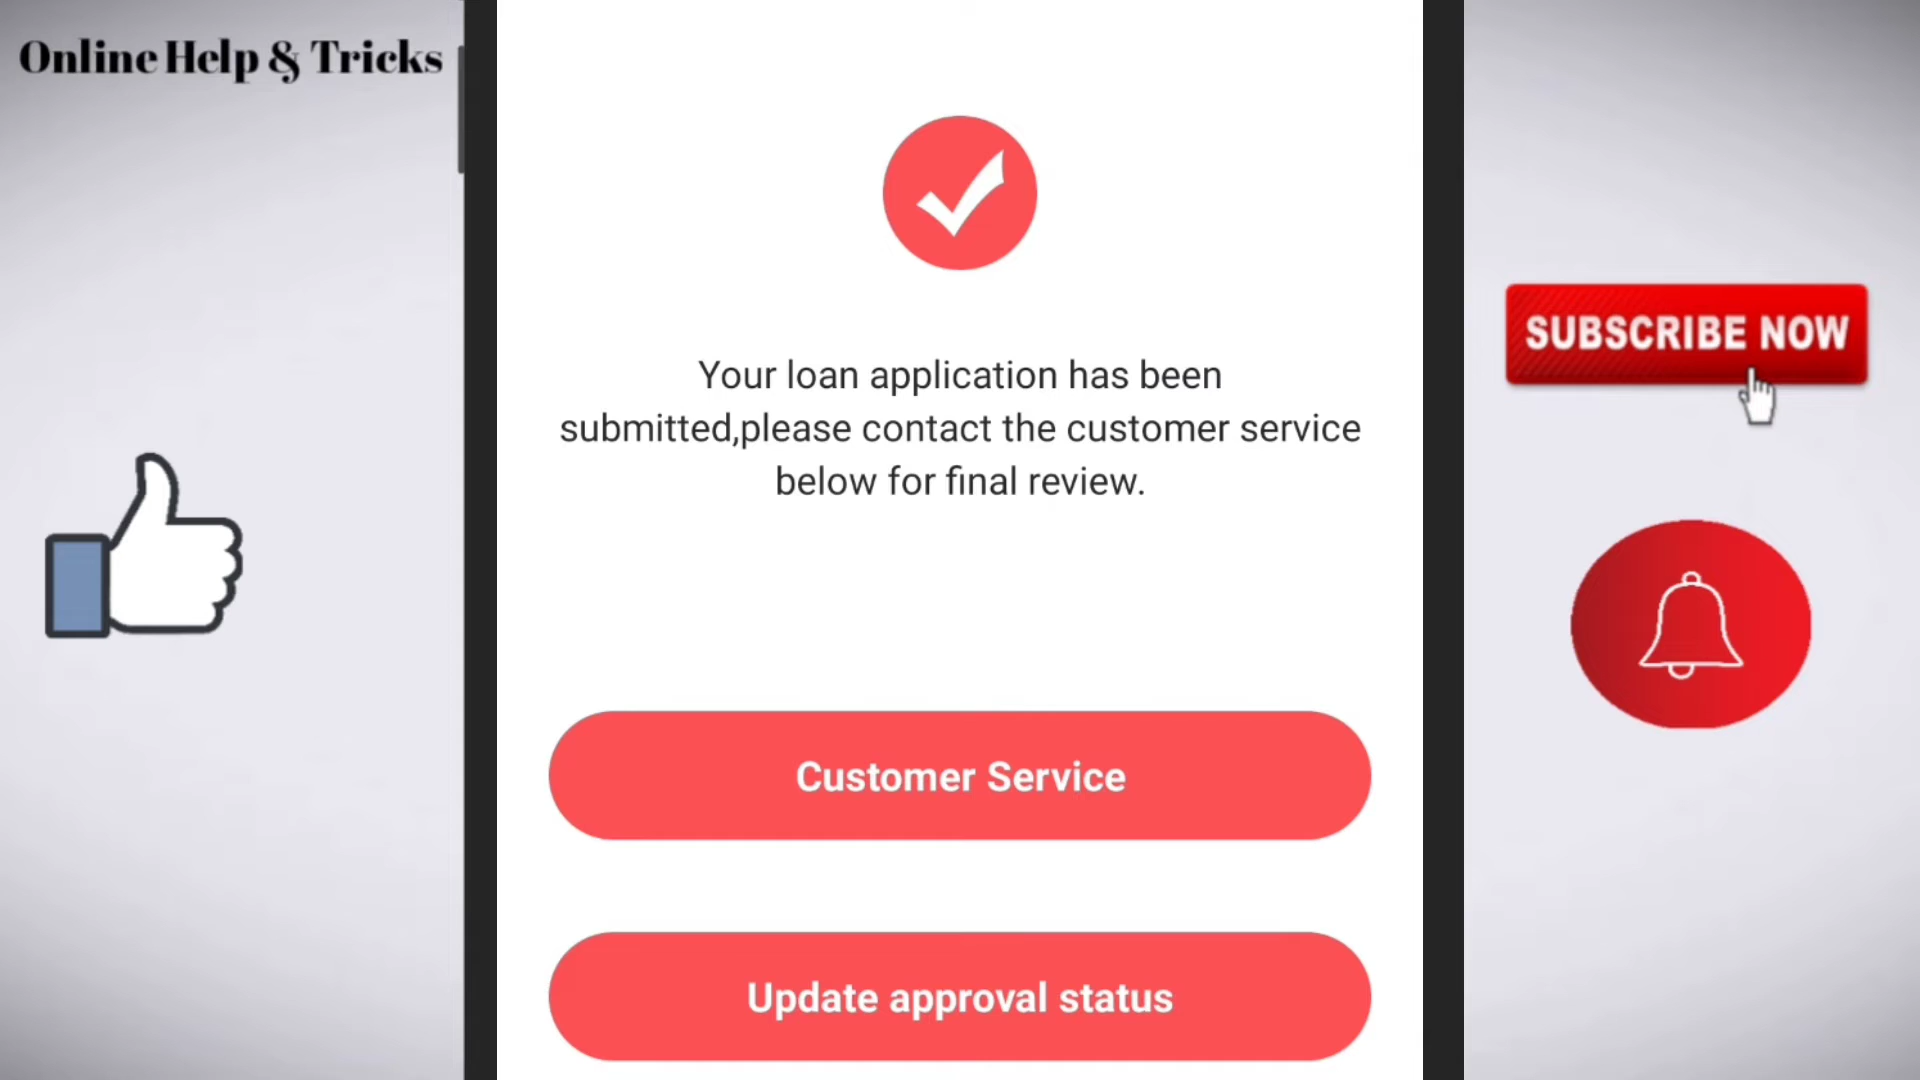 Online Help & Tricks
Your loan application has been
submitted,please contact the customer service
below for final review.
SUBSCRIBE NOW
Customer Service
Update approval status